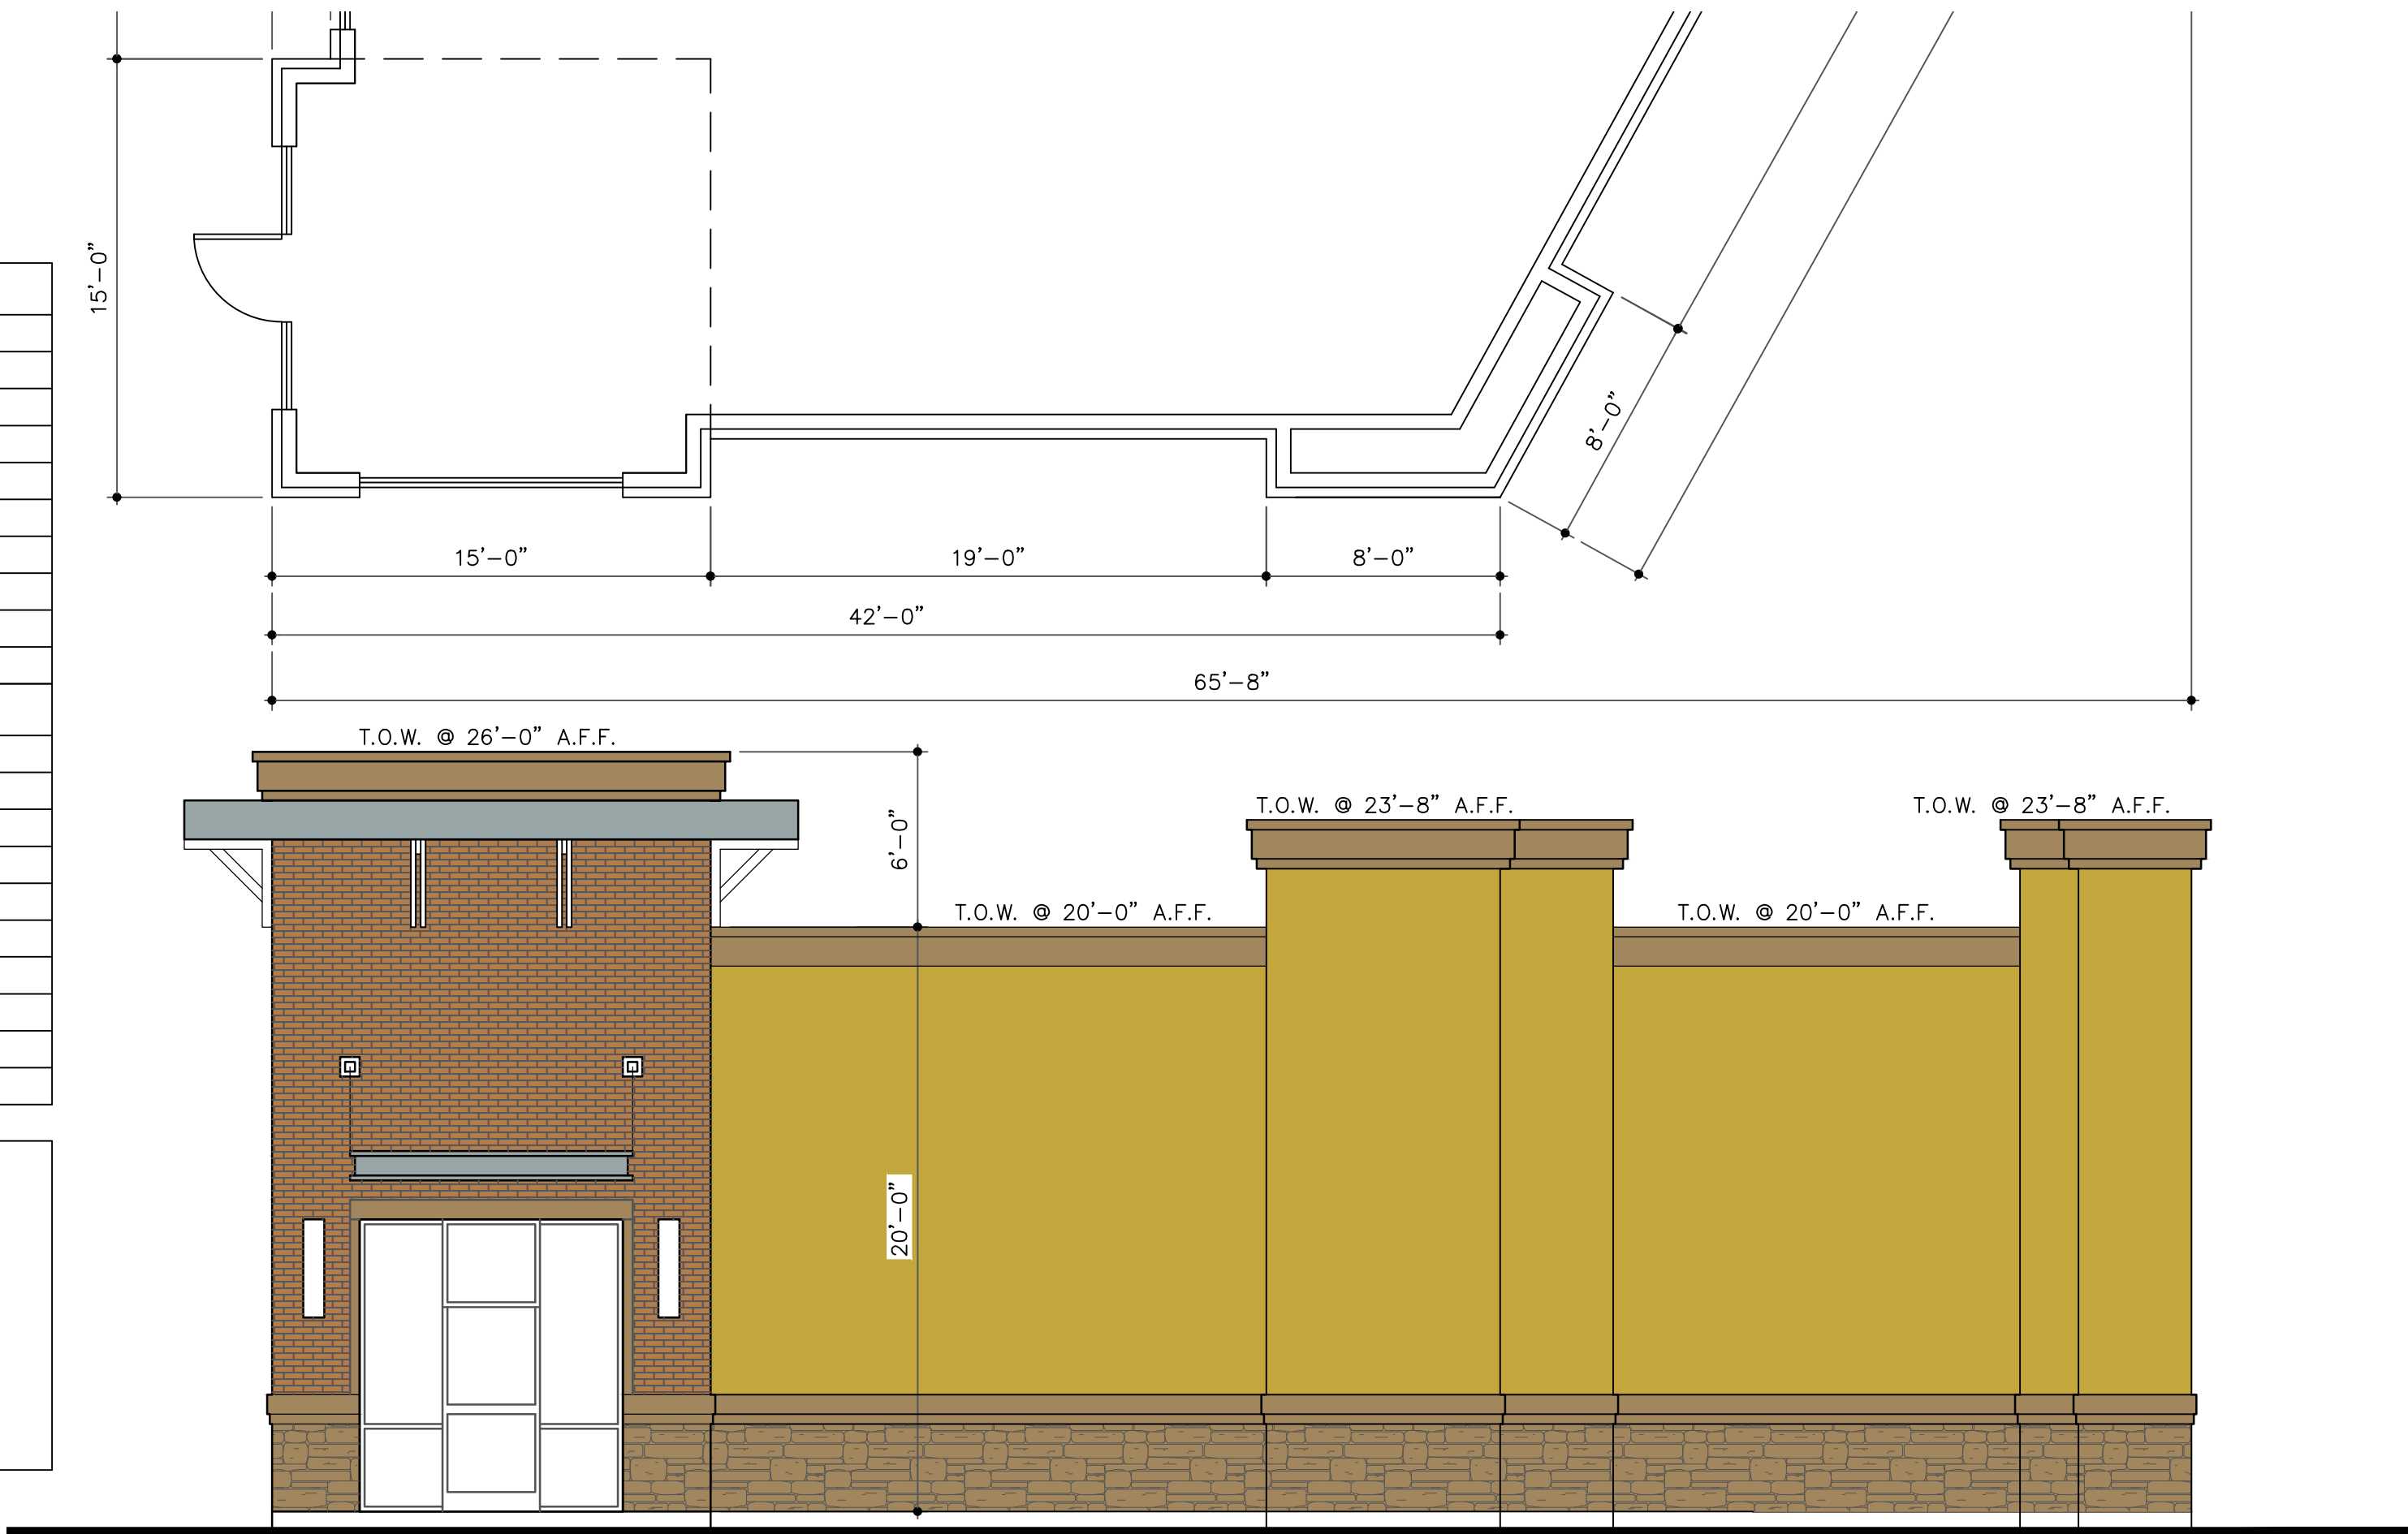 15'-0"
8'-0"
15'-0"
19'-0"
8'-0"
42'-0"
65'-8"
T.O.W. @ 26'-0" A.F.F.
6'-0"
T.O.W. @ 23'-8" A.F.F.
T.O.W. @ 23'-8" A.F.F.
T.O.W. @ 20'-0" A.F.F.
T.O.W. @ 20'-0" A.F.F.
20'-0"